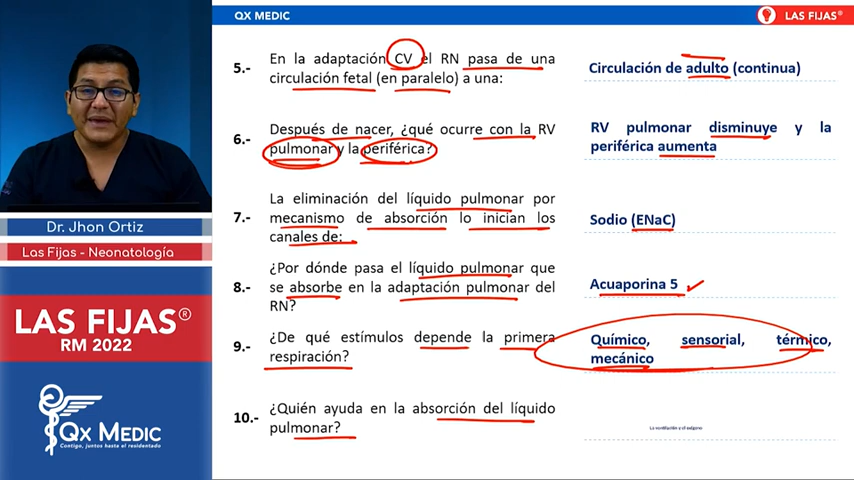 QX MEDIC
LAS FIJAS®
5.- En la adaptación CV el RN pasa de una
circulación fetal (en paralelo) a una:
Circulación de adulto (continua)
6.- Después de nacer, ¿qué ocurre con la RV
pulmonar y la periférica?
RV pulmonar disminuye y la
periférica aumenta
7.- La eliminación del líquido pulmonar por
mecanismo de absorción lo inician los
canales de:
Sodio (ENaC)
8.- ¿Por dónde pasa el líquido pulmonar que
se absorbe en la adaptación pulmonar del
RN?
Acuaporina 5
9.- ¿De qué estímulos depende la primera
respiración?
Químico, sensorial, térmico,
mecánico
10.- ¿Quién ayuda en la absorción del líquido
pulmonar?
La ventilación y el oxígeno
Dr. Jhon Ortiz
Las Fijas - Neonatología
LAS FIJAS®
RM 2022
QX MEDIC
Contigo, juntos hasta el residentado